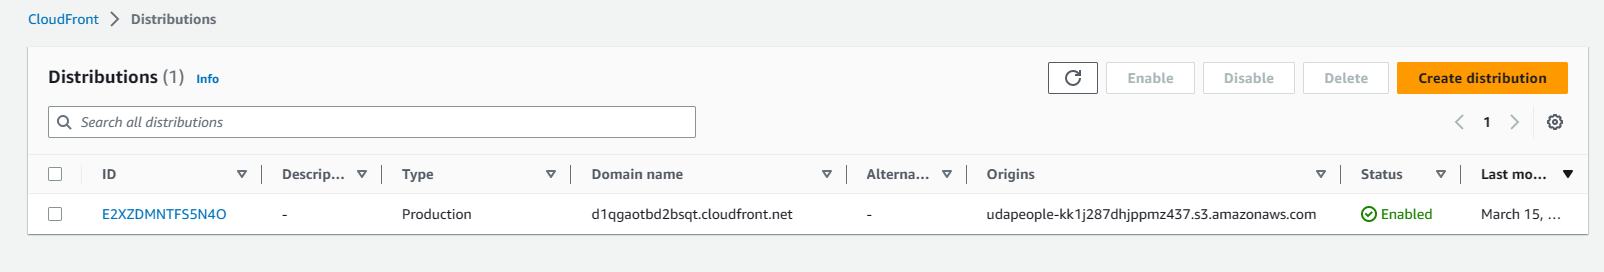 CloudFront > Distributions
Distributions (1) Info
Enable Disable Delete Create distribution
Search all distributions
1
ID Descrip... Type Domain name Alterna... Origins Status Last mo...
E2XZDMNTFS5N4O - Production d1qgaotbd2bsqt.cloudfront.net - udapeople-kk1j287dhjppmz437.s3.amazonaws.com Enabled March 15, ...